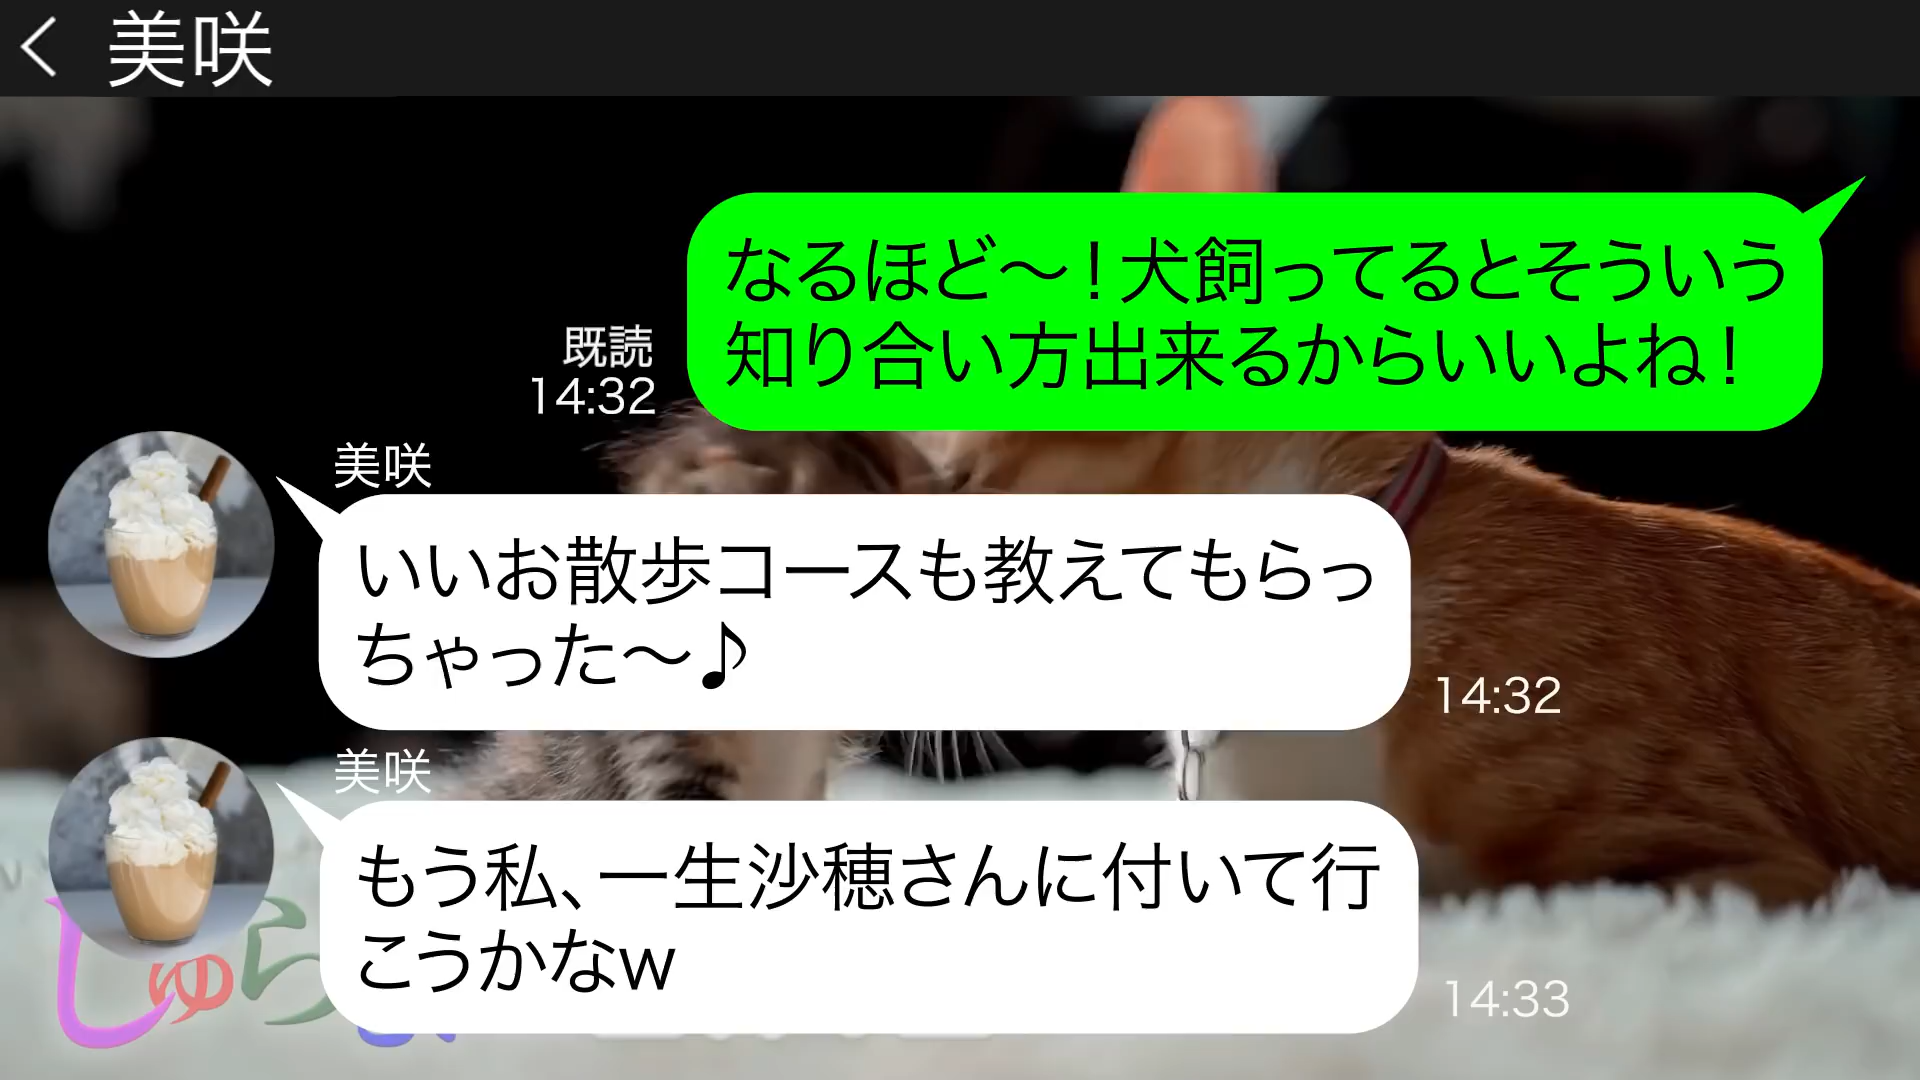 美咲
なるほど～！犬飼ってるとそういう
知り合い方出来るからいいよね！
既読
14:32
美咲
いいお散歩コースも教えてもらっ
ちゃった～♪
14:32
美咲
もう私、一生沙穂さんに付いて行
こうかなw
14:33
しゅら